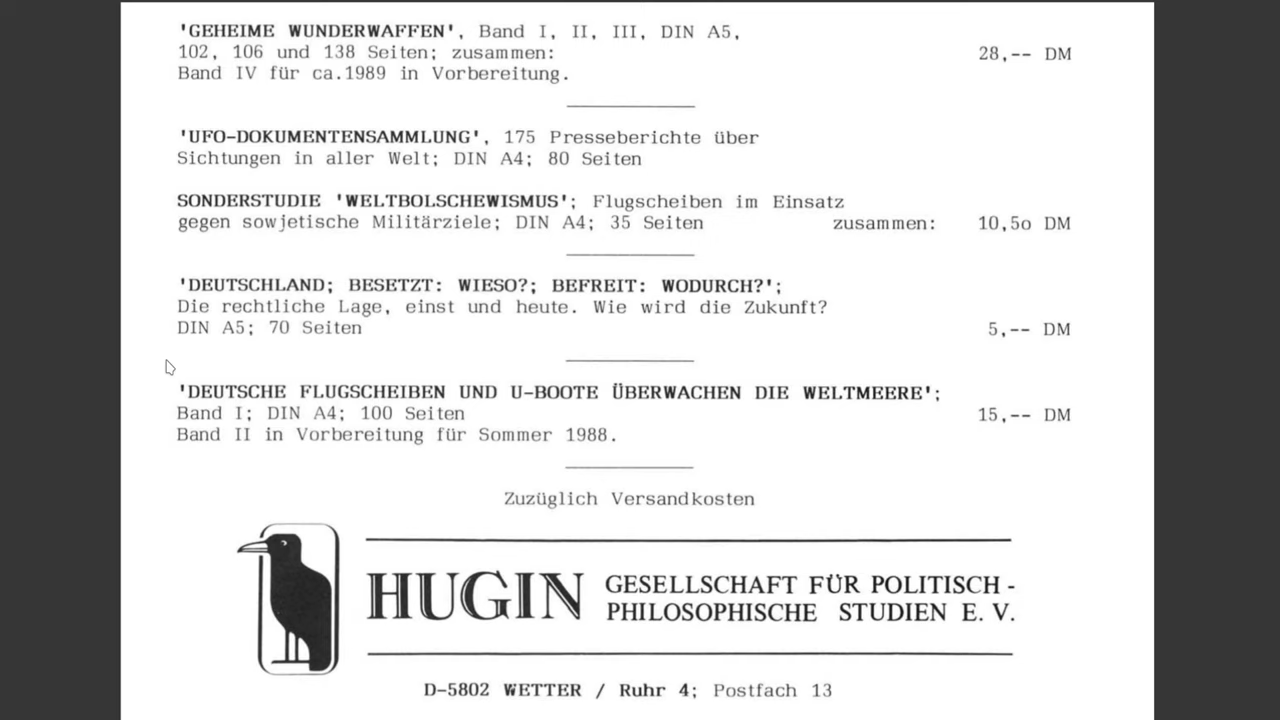 'GEHEIME WUNDERWAFFEN', Band I, II, III, DIN A5,
102, 106 und 138 Seiten; zusammen: 28,-- DM
Band IV für ca.1989 in Vorbereitung.
'UFO-DOKUMENTENSAMMLUNG', 175 Presseberichte über
Sichtungen in aller Welt; DIN A4; 80 Seiten
SONDERSTUDIE 'WELTBOLSCHEWISMUS'; Flugscheiben im Einsatz
gegen sowjetische Militärziele; DIN A4; 35 Seiten zusammen: 10,5o DM
'DEUTSCHLAND; BESETZT: WIESO?; BEFREIT: WODURCH?';
Die rechtliche Lage, einst und heute. Wie wird die Zukunft?
DIN A5; 70 Seiten 5,-- DM
'DEUTSCHE FLUGSCHEIBEN UND U-BOOTE ÜBERWACHEN DIE WELTMEERE';
Band I; DIN A4; 100 Seiten 15,-- DM
Band II in Vorbereitung für Sommer 1988.
Zuzüglich Versandkosten
HUGIN GESELLSCHAFT FÜR POLITISCH-
PHILOSOPHISCHE STUDIEN E. V.
D-5802 WETTER / Ruhr 4; Postfach 13